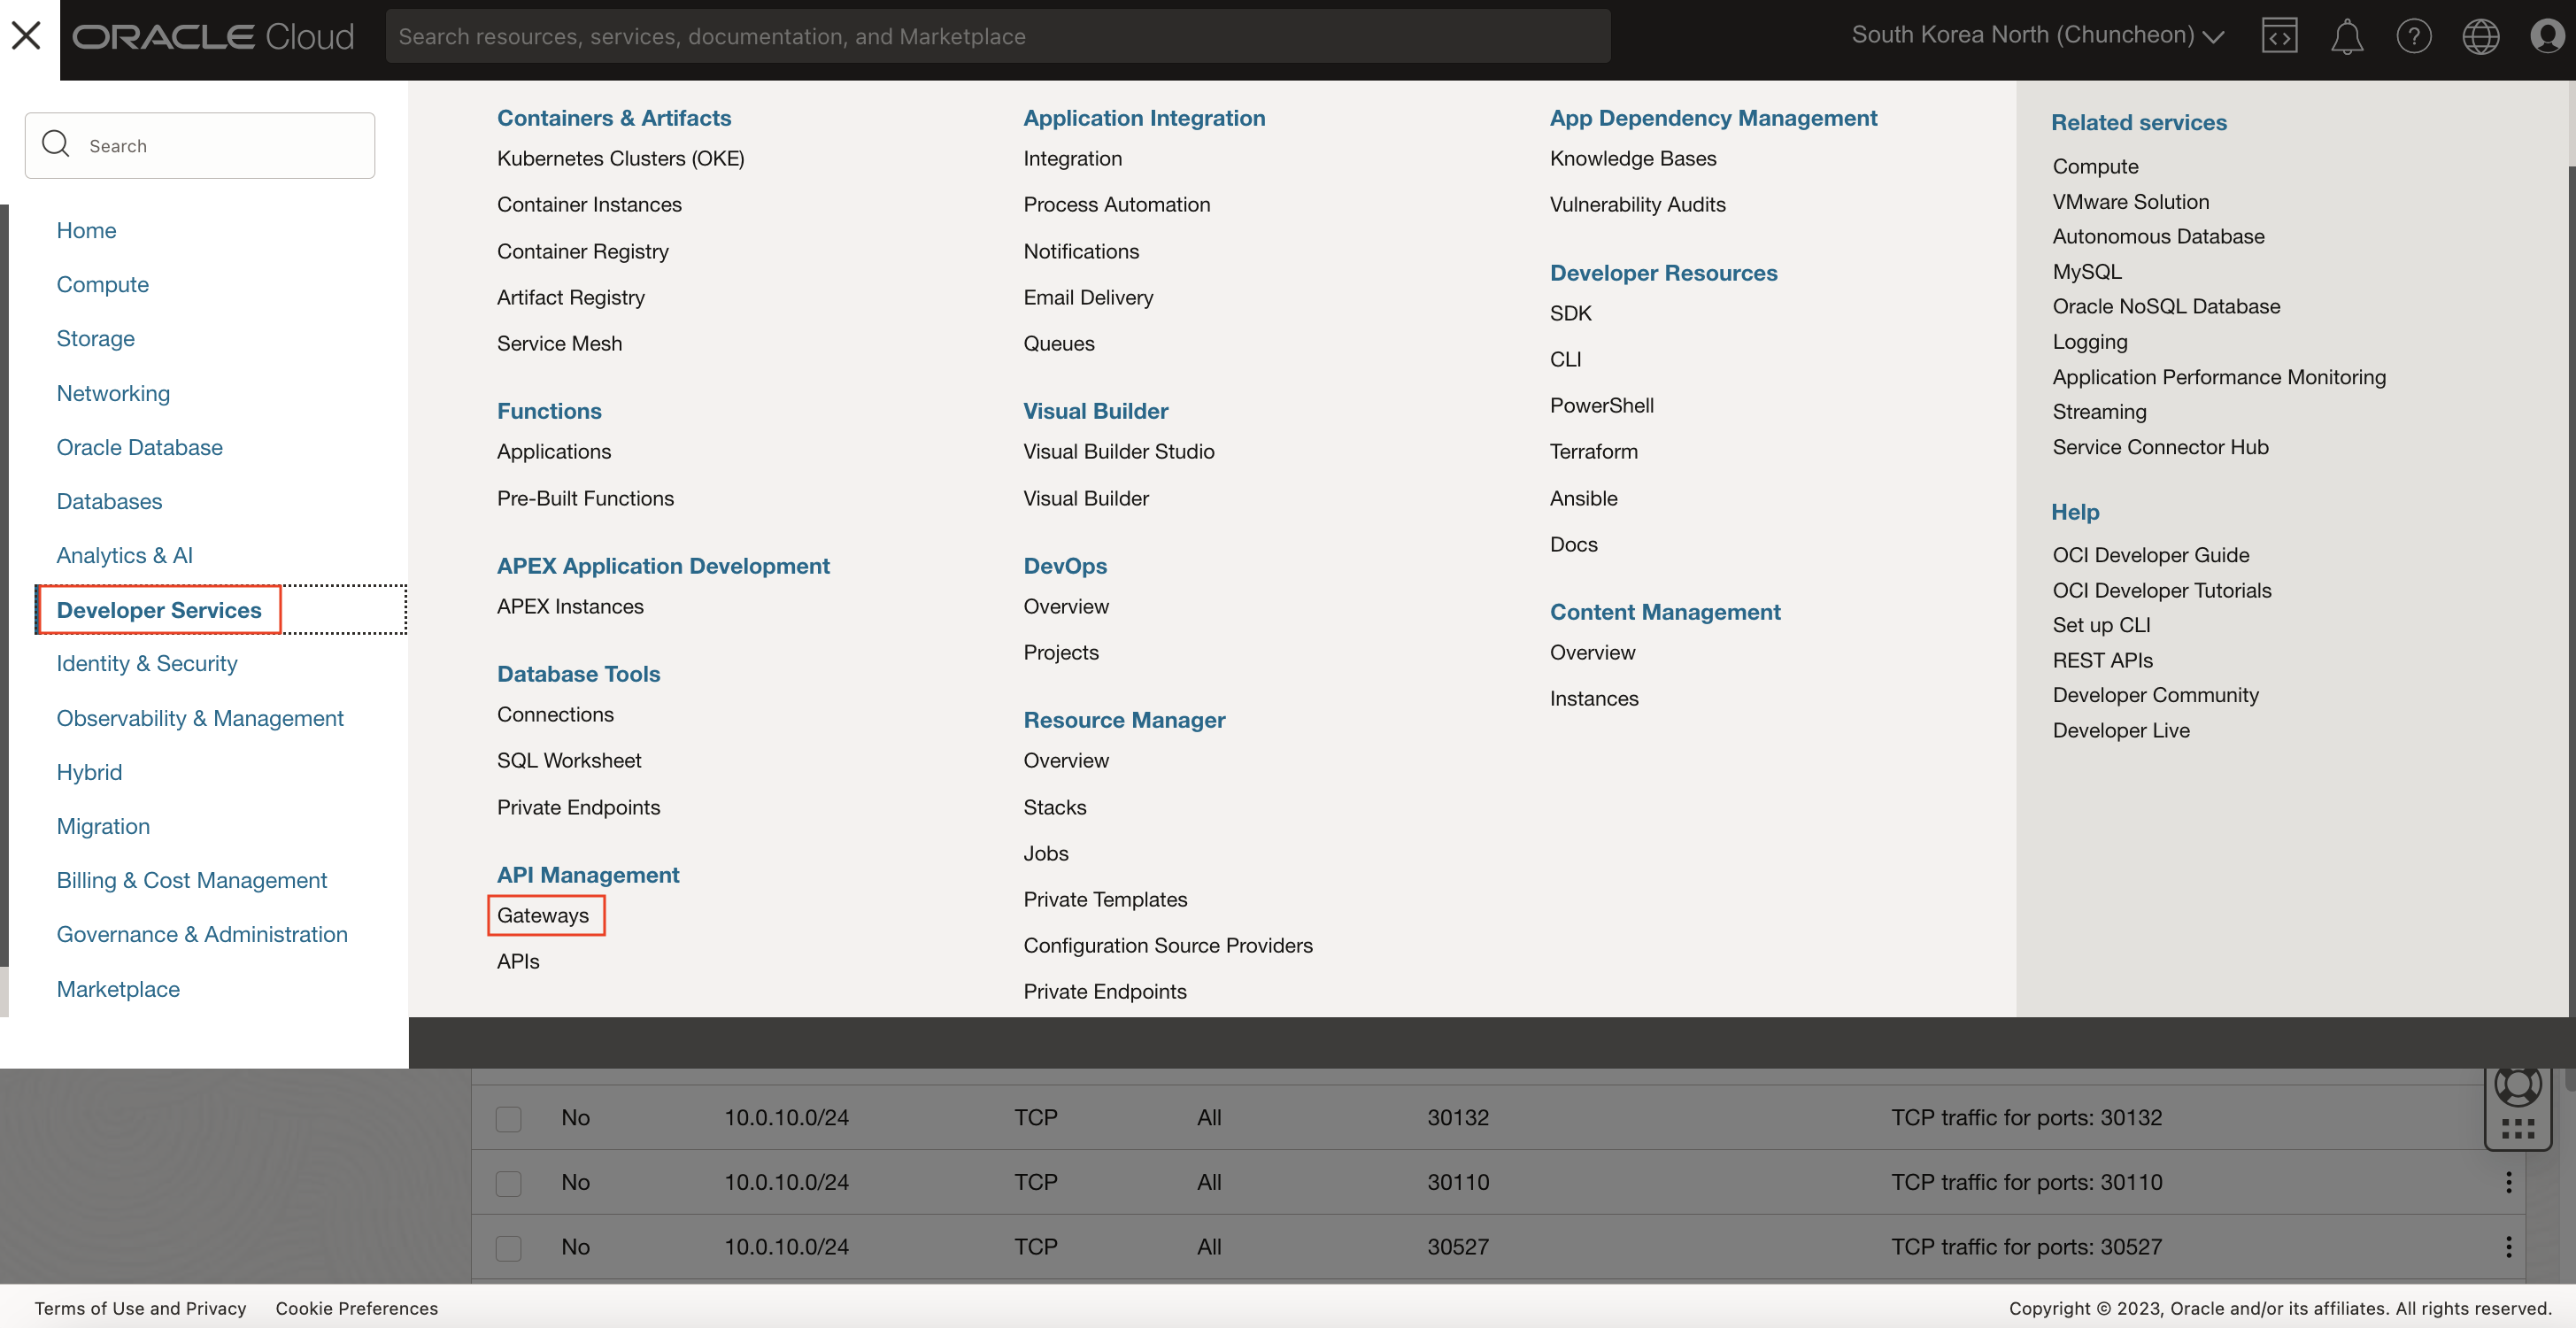 ORACLE Cloud
Search resources, services, documentation, and Marketplace
South Korea North (Chuncheon)
Search
Home
Compute
Storage
Networking
Oracle Database
Databases
Analytics & AI
Developer Services
Identity & Security
Observability & Management
Hybrid
Migration
Billing & Cost Management
Governance & Administration
Marketplace
Containers & Artifacts
Kubernetes Clusters (OKE)
Container Instances
Container Registry
Artifact Registry
Service Mesh
Functions
Applications
Pre-Built Functions
APEX Application Development
APEX Instances
Database Tools
Connections
SQL Worksheet
Private Endpoints
API Management
Gateways
APIs
Application Integration
Integration
Process Automation
Notifications
Email Delivery
Queues
Visual Builder
Visual Builder Studio
Visual Builder
DevOps
Overview
Projects
Resource Manager
Overview
Stacks
Jobs
Private Templates
Configuration Source Providers
Private Endpoints
App Dependency Management
Knowledge Bases
Vulnerability Audits
Developer Resources
SDK
CLI
PowerShell
Terraform
Ansible
Docs
Content Management
Overview
Instances
Related services
Compute
VMware Solution
Autonomous Database
MySQL
Oracle NoSQL Database
Logging
Application Performance Monitoring
Streaming
Service Connector Hub
Help
OCI Developer Guide
OCI Developer Tutorials
Set up CLI
REST APIs
Developer Community
Developer Live
No 10.0.10.0/24 TCP All 30132 TCP traffic for ports: 30132
No 10.0.10.0/24 TCP All 30110 TCP traffic for ports: 30110
No 10.0.10.0/24 TCP All 30527 TCP traffic for ports: 30527
Terms of Use and Privacy Cookie Preferences
Copyright © 2023, Oracle and/or its affiliates. All rights reserved.